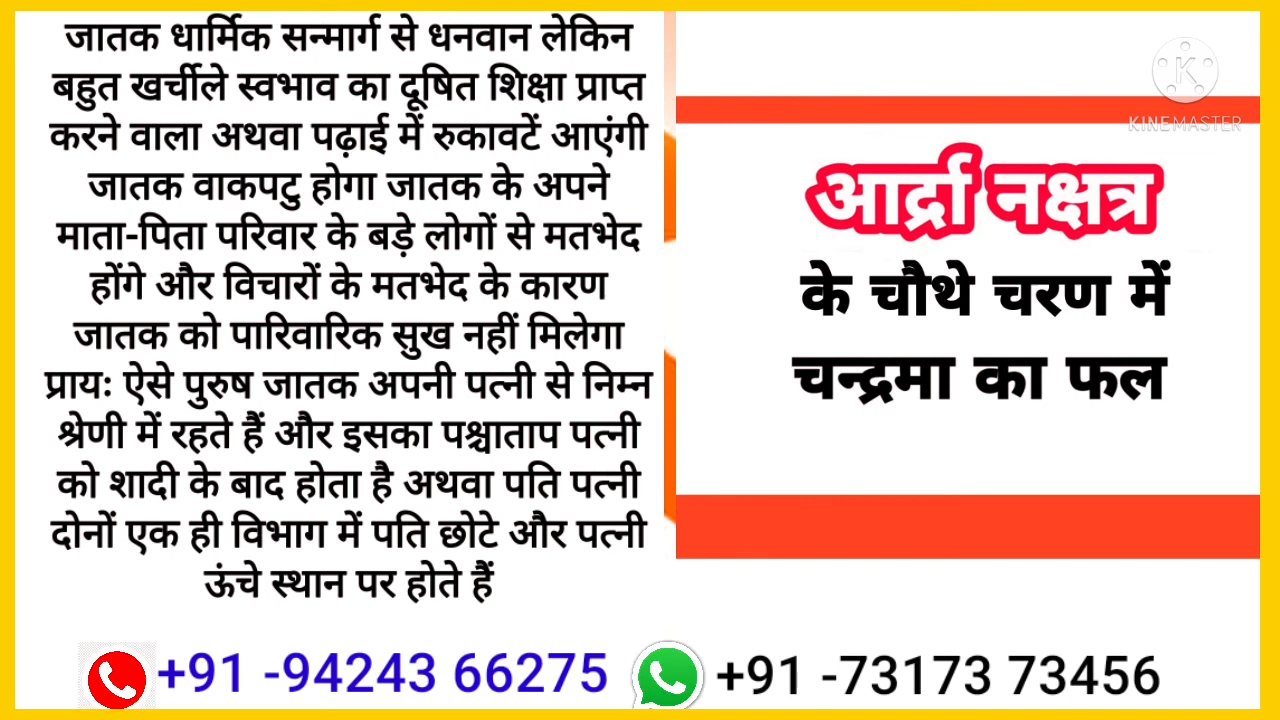 जातक धार्मिक सन्मार्ग से धनवान लेकिन
बहुत खर्चीले स्वभाव का दूषित शिक्षा प्राप्त
करने वाला अथवा पढ़ाई में रुकावटें आएंगी
जातक वाकपटु होगा जातक के अपने
माता-पिता परिवार के बड़े लोगों से मतभेद
होंगे और विचारों के मतभेद के कारण
जातक को पारिवारिक सुख नहीं मिलेगा
प्रायः ऐसे पुरुष जातक अपनी पत्नी से निम्न
श्रेणी में रहते हैं और इसका पश्चाताप पत्नी
को शादी के बाद होता है अथवा पति पत्नी
दोनों एक ही विभाग में पति छोटे और पत्नी
ऊंचे स्थान पर होते हैं
K
KINEMASTER
आर्द्रा नक्षत्र
के चौथे चरण में
चन्द्रमा का फल
+91 -94243 66275
+91 -73173 73456